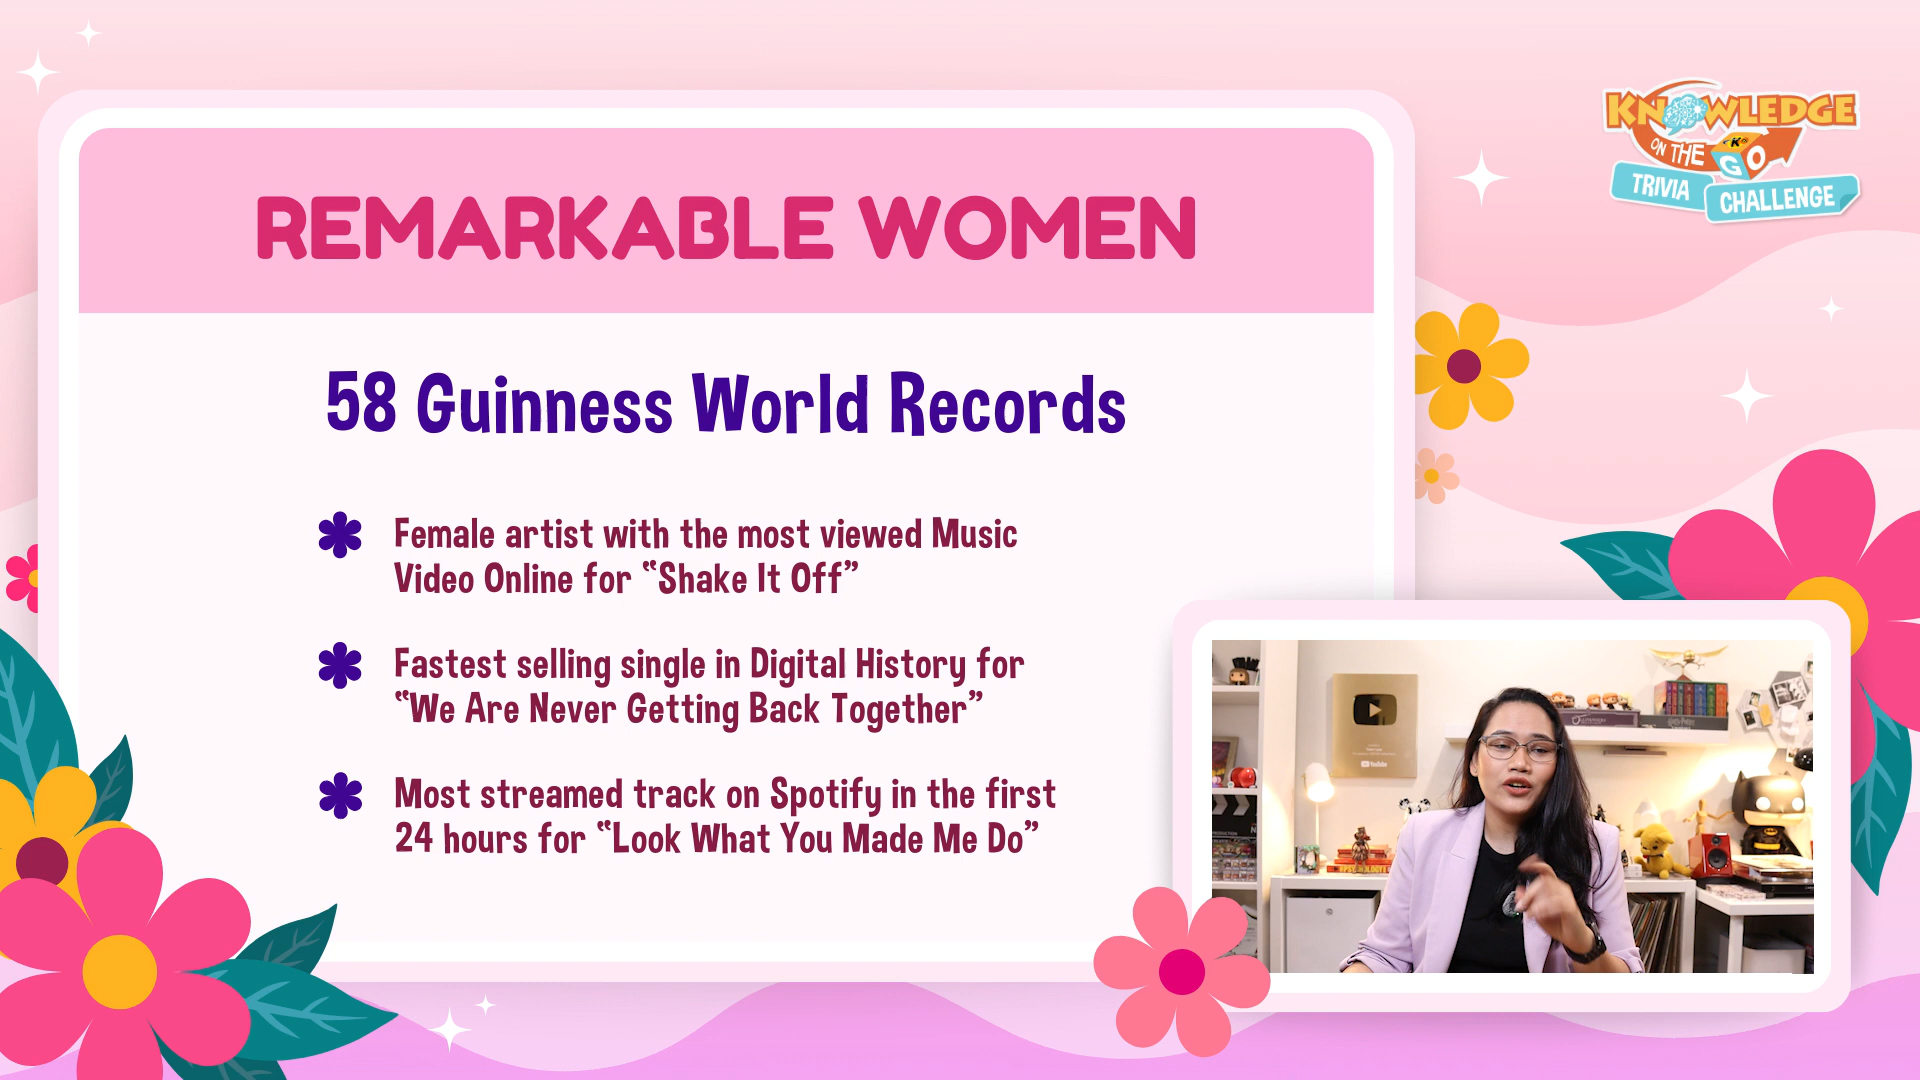 KNOWLEDGE
ON THE GO
TRIVIA
CHALLENGE
REMARKABLE WOMEN
58 Guinness World Records
Female artist with the most viewed Music
Video Online for “Shake It Off”
Fastest selling single in Digital History for
“We Are Never Getting Back Together”
Most streamed track on Spotify in the first
24 hours for “Look What You Made Me Do”
YouTube